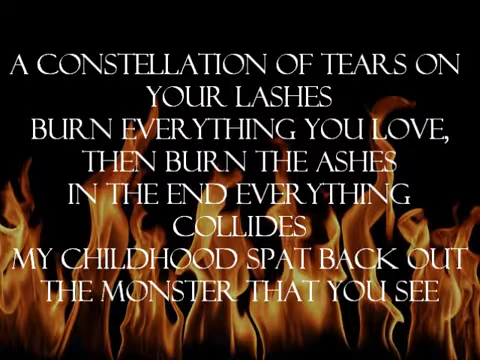 A CONSTELLATION OF TEARS ON
YOUR LASHES
BURN EVERYTHING YOU LOVE,
THEN BURN THE ASHES
IN THE END EVERYTHING
COLLIDES
MY CHILDHOOD SPAT BACK OUT
THE MONSTER THAT YOU SEE